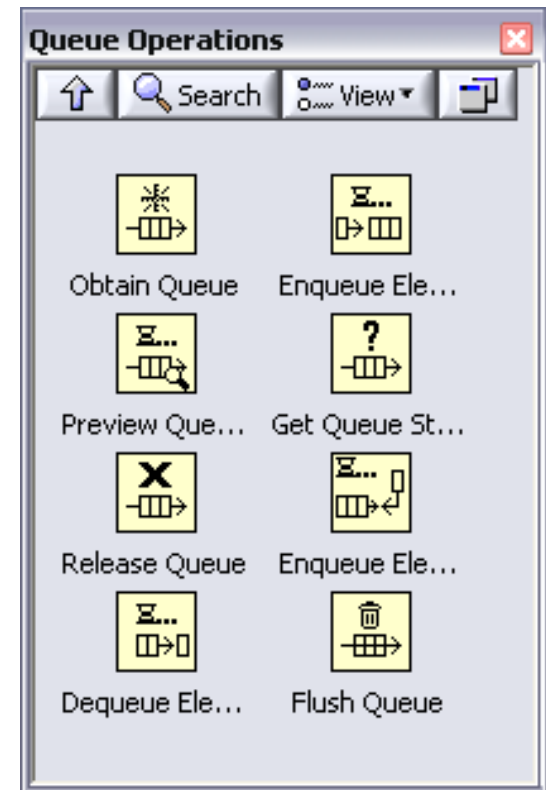 Queue Operations
Search View
Obtain Queue Enqueue Ele...
Preview Que... Get Queue St...
?
Release Queue Enqueue Ele...
Dequeue Ele... Flush Queue